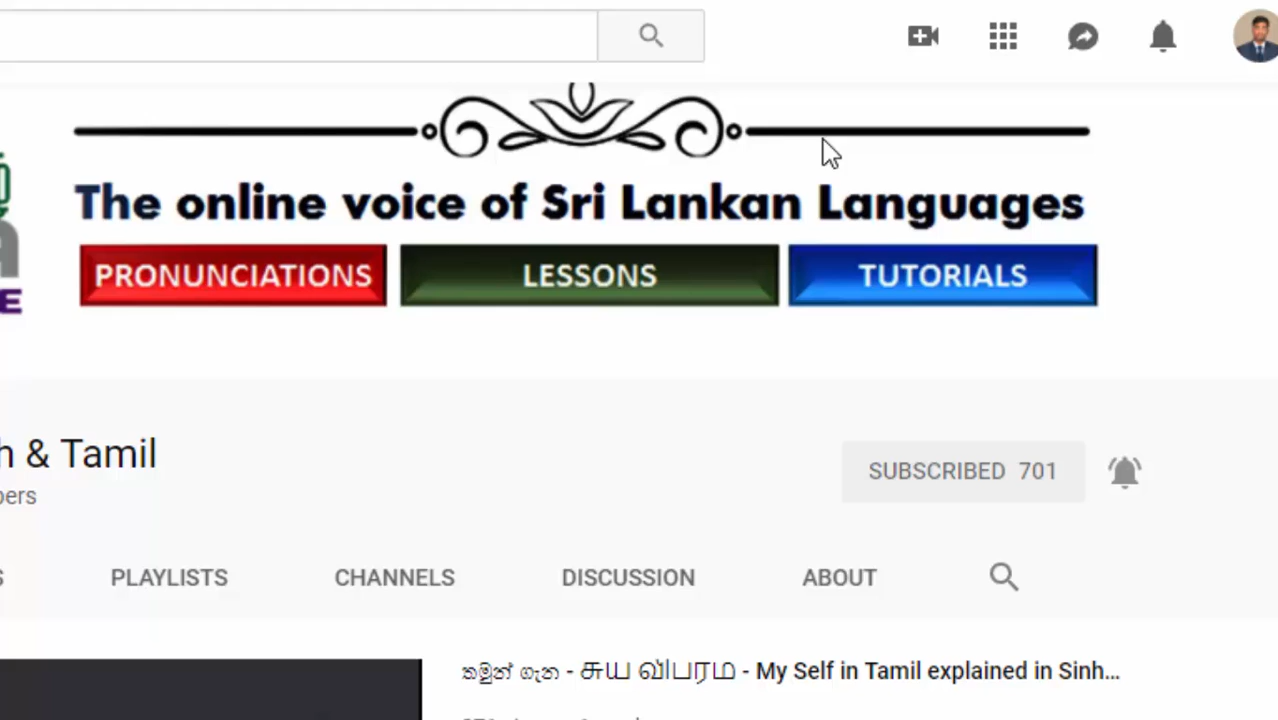 The online voice of Sri Lankan Languages
PRONUNCIATIONS LESSONS TUTORIALS
& Tamil
SUBSCRIBED 701
PLAYLISTS CHANNELS DISCUSSION ABOUT
තමුන් ගැන - சுய விபரம் - My Self in Tamil explained in Sinh...